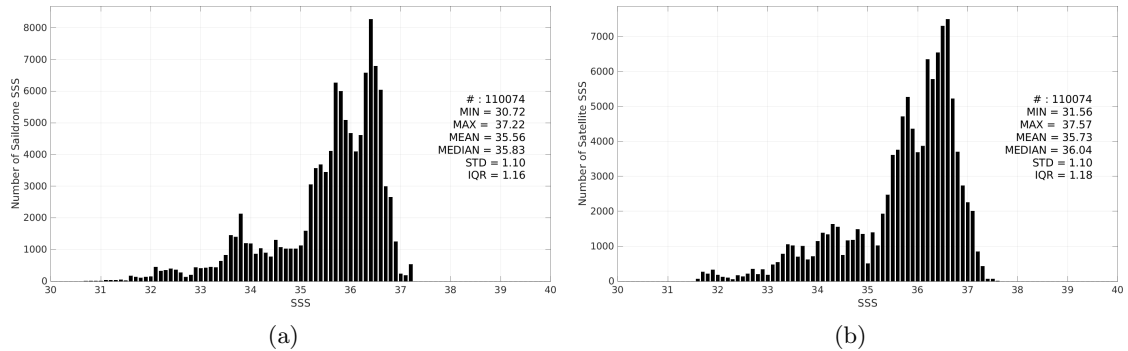 8000
7000
6000
5000
4000
3000
2000
1000
0
Number of Saildrone SSS
# : 110074
MIN = 30.72
MAX = 37.22
MEAN = 35.56
MEDIAN = 35.83
STD = 1.10
IQR = 1.16
30 31 32 33 34 35 36 37 38 39 40
SSS
(a)
7000
6000
5000
4000
3000
2000
1000
0
Number of Satellite SSS
# : 110074
MIN = 31.56
MAX = 37.57
MEAN = 35.73
MEDIAN = 36.04
STD = 1.10
IQR = 1.18
30 31 32 33 34 35 36 37 38 39 40
SSS
(b)